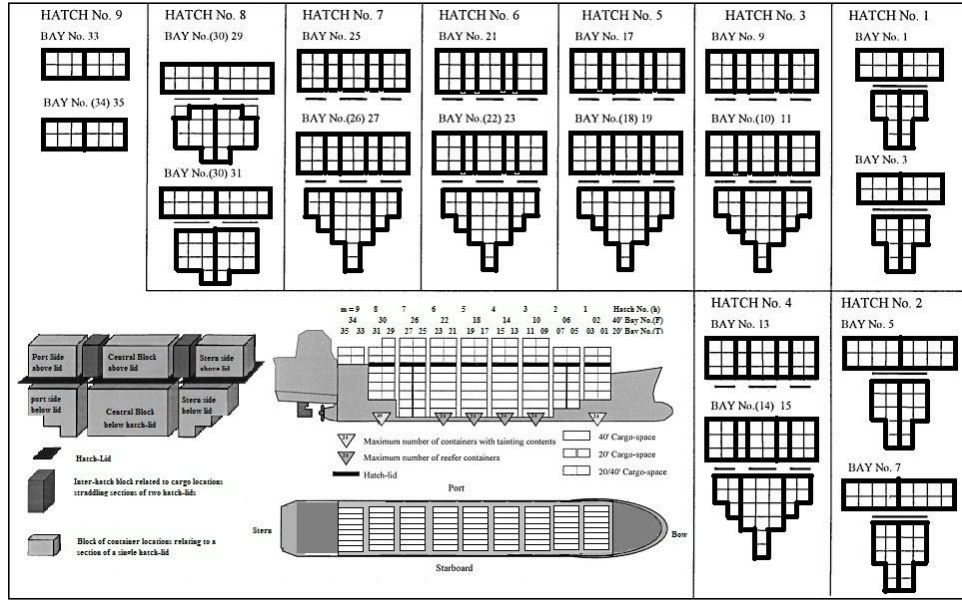 HATCH No. 9
BAY No. 33
BAY No. (34) 35
HATCH No. 8
BAY No.(30) 29
BAY No.(30) 31
HATCH No. 7
BAY No. 25
BAY No.(26) 27
HATCH No. 6
BAY No. 21
BAY No.(22) 23
HATCH No. 5
BAY No. 17
BAY No.(18) 19
HATCH No. 3
BAY No. 9
BAY No.(10) 11
HATCH No. 1
BAY No. 1
BAY No. 3
HATCH No. 4
BAY No. 13
BAY No.(14) 15
HATCH No. 2
BAY No. 5
BAY No. 7
Port Side above lid
Central Block above lid
Stern side above lid
port side below lid
Central Block below hatch-lid
Stern side below lid
Hatch-Lid
Inter-hatch block related to cargo locations
straddling sections of two hatch-lids
Block of container locations relating to a
section of a single hatch-lid
m = 9 8 7 6 5 4 3 2 1 Hatch No. (h)
34 30 26 22 18 14 10 06 02 40' Bay No.(F)
35 33 31 29 27 25 23 21 19 17 15 13 11 09 07 05 03 01 20' Bay No.(T)
Maximum number of containers with tainting contents
Maximum number of reefer containers
Hatch-lid
40' Cargo-space
20' Cargo-space
20/40' Cargo-space
Port
Stern
Bow
Starboard